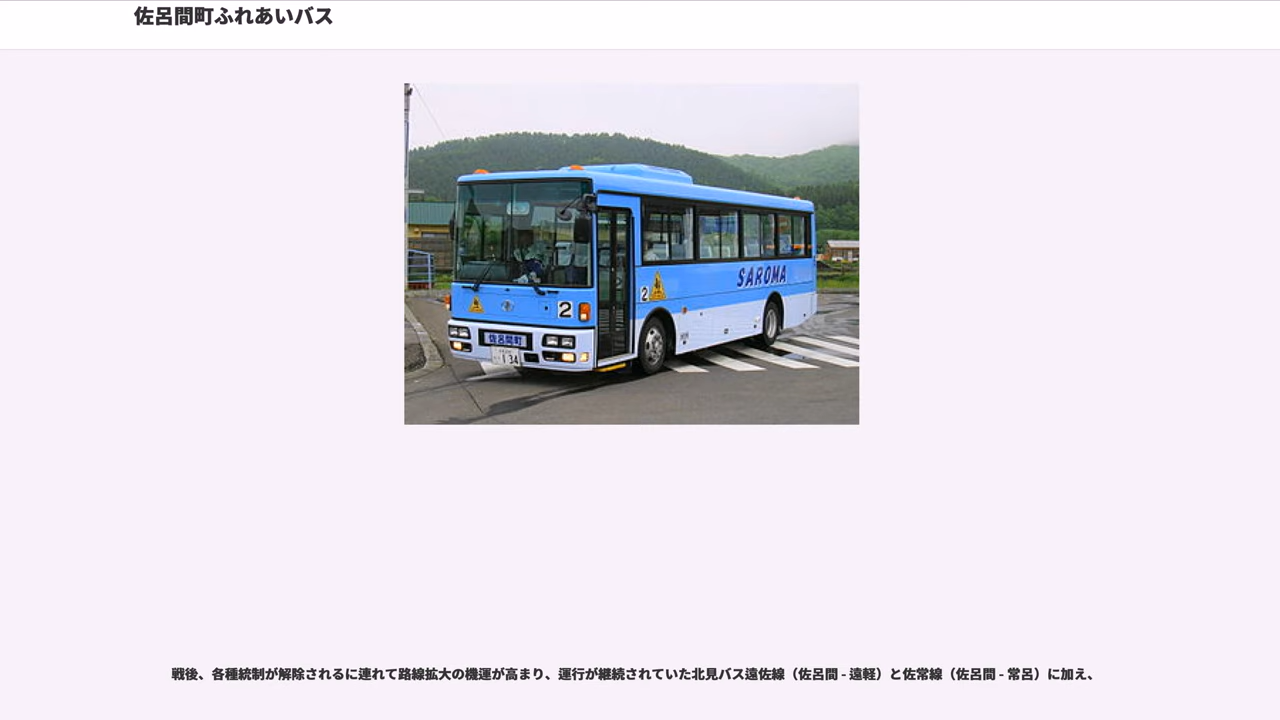 佐呂間町ふれあいバス
SAROMA
2
2
佐呂間町
134
戦後、各種統制が解除されるに連れて路線拡大の機運が高まり、運行が継続されていた北見バス遠佐線（佐呂間 - 遠軽）と佐常線（佐呂間 - 常呂）に加え、